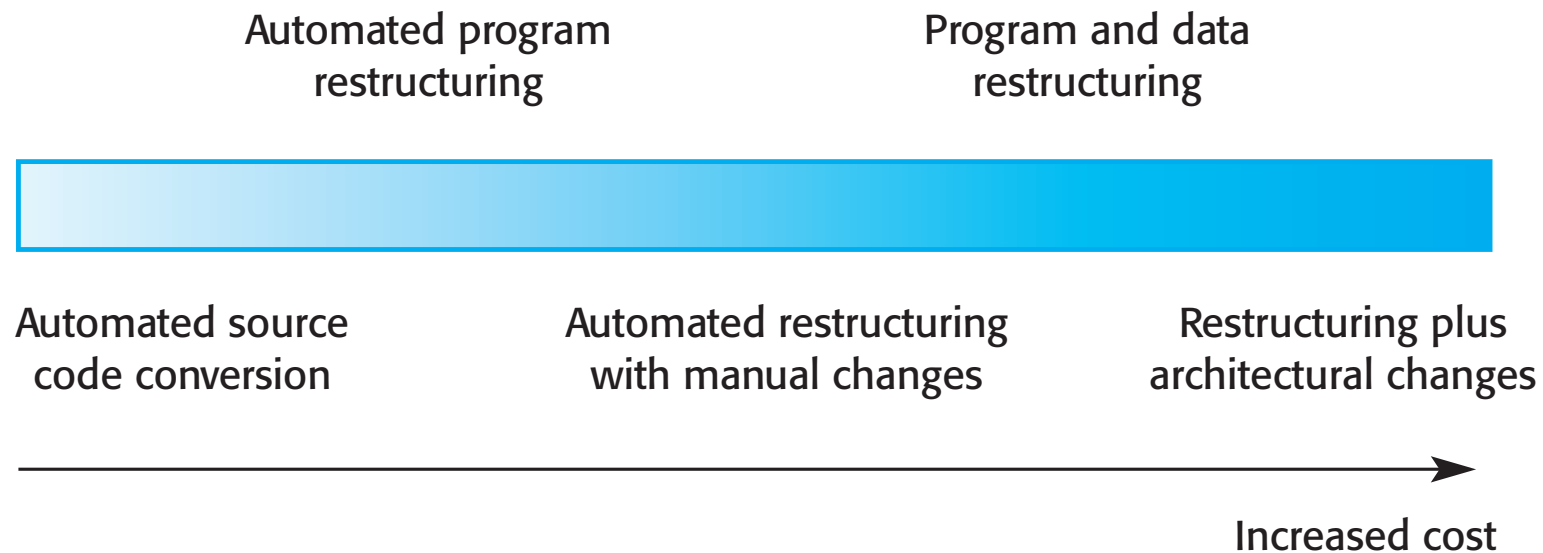 Automated program
restructuring
Program and data
restructuring
Automated source
code conversion
Automated restructuring
with manual changes
Restructuring plus
architectural changes
Increased cost